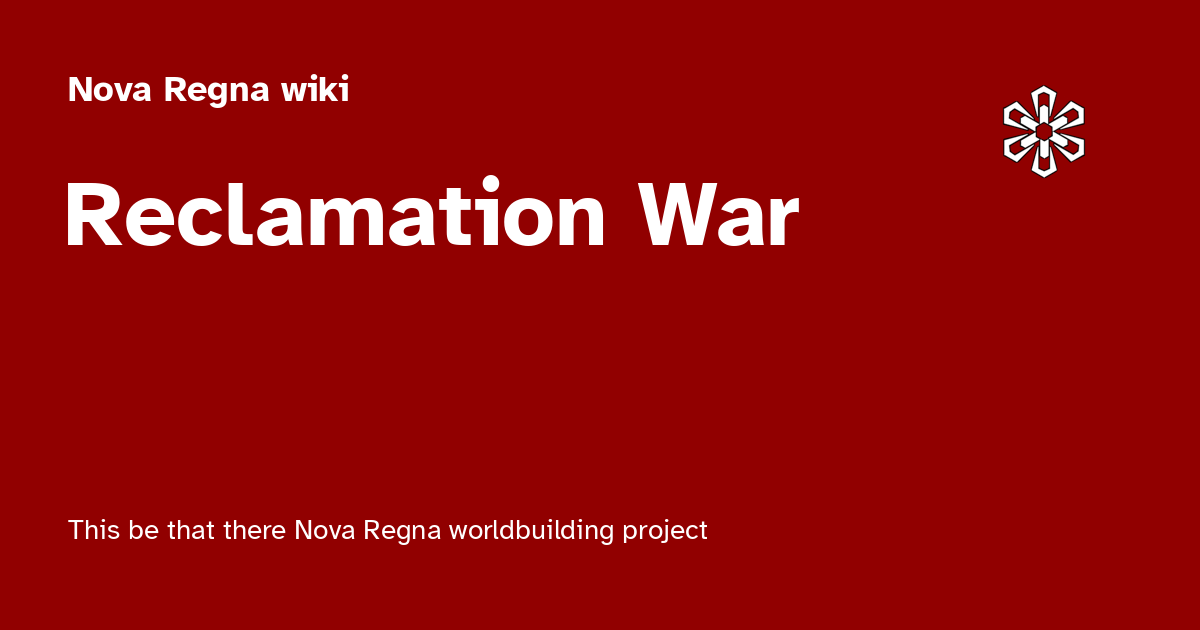 Nova Regna wiki
Reclamation War
This be that there Nova Regna worldbuilding project